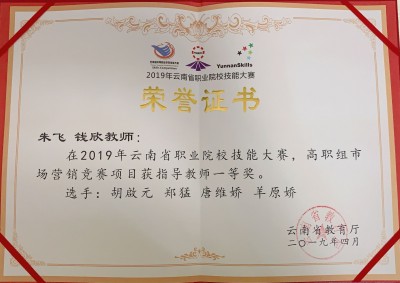 YunnanSkills
2019年云南省职业院校技能大赛
荣誉证书
朱飞 钱欣教师：
在2019年云南省职业院校技能大赛，高职组市
场营销竞赛项目获指导教师一等奖。
选手：胡啟元 郑猛 唐维娇 羊原娇
云南省教育厅
二〇一九年四月